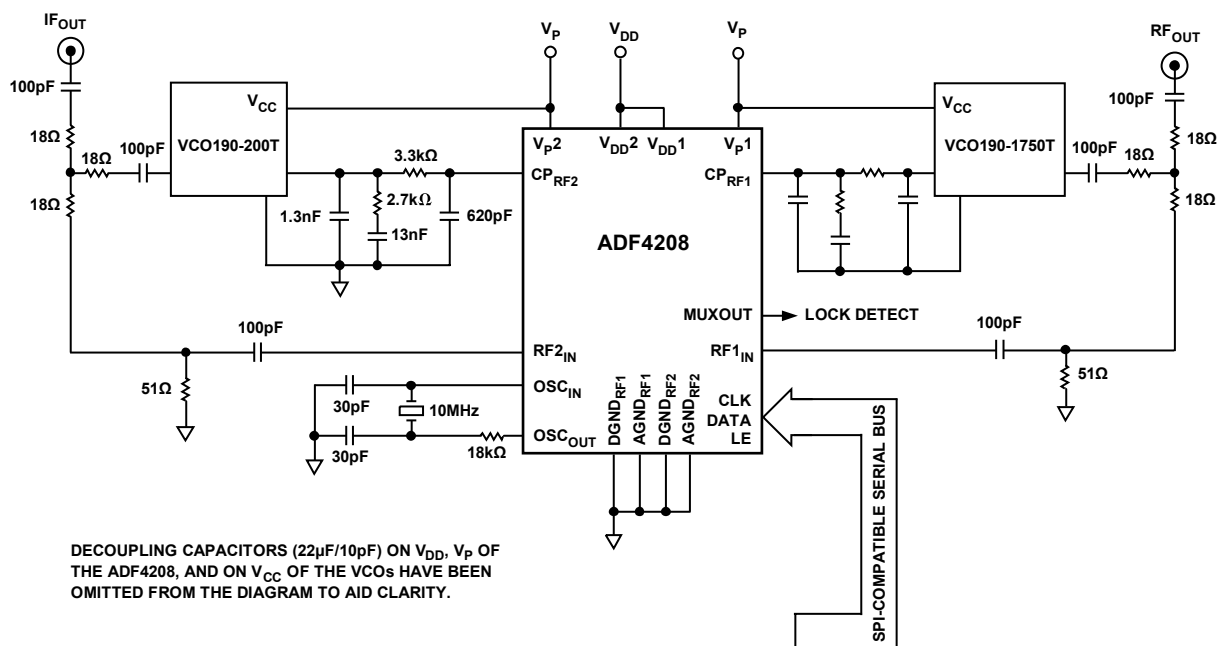 IFOUT
VP
VDD
VP
RFOUT
100pF
VCC
VCC
100pF
18Ω
VCO190-200T
VP2
VDD2
VDD1
VP1
VCO190-1750T
18Ω
18Ω
100pF
3.3kΩ
CPRF2
CPRF1
100pF
18Ω
18Ω
18Ω
1.3nF
2.7kΩ
620pF
13nF
ADF4208
MUXOUT
LOCK DETECT
100pF
RF2IN
RF1IN
100pF
51Ω
51Ω
30pF
OSCIN
10MHz
30pF
18kΩ
OSCOUT
DGNDRF1
AGNDRF1
DGNDRF2
AGNDRF2
CLK
DATA
LE
SPI-COMPATIBLE SERIAL BUS
DECOUPLING CAPACITORS (22µF/10pF) ON VDD, VP OF
THE ADF4208, AND ON VCC OF THE VCOs HAVE BEEN
OMITTED FROM THE DIAGRAM TO AID CLARITY.